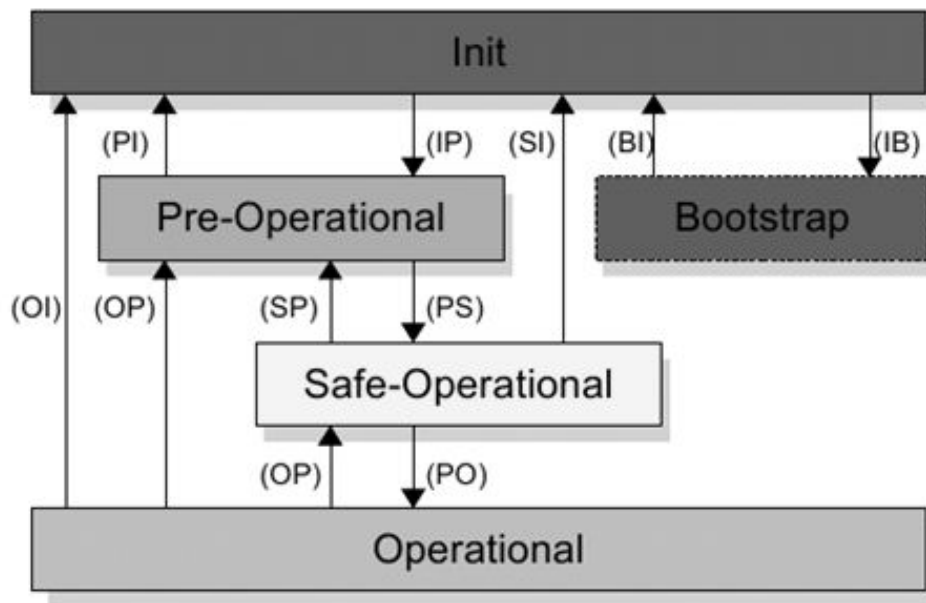 Init
(PI)
(IP)
(SI)
(BI)
(IB)
Pre-Operational
Bootstrap
(OI)
(OP)
(SP)
(PS)
Safe-Operational
(OP)
(PO)
Operational